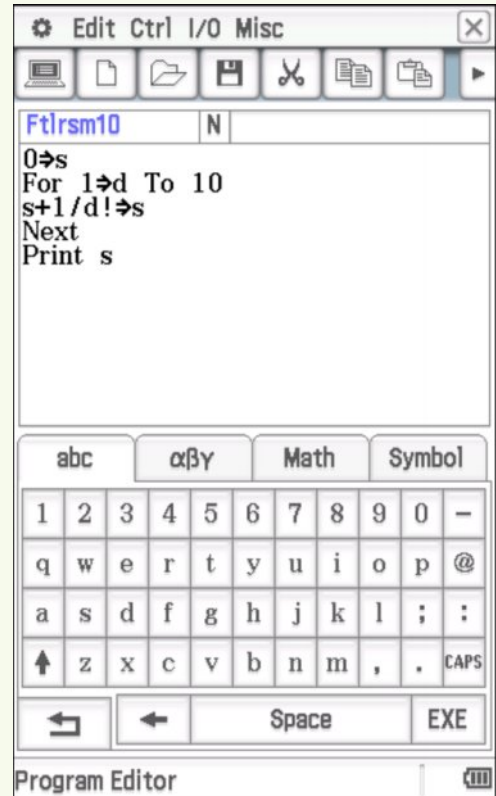 Edit Ctrl I/O Misc
Ftlrsm10 N
0⇒s
For 1⇒d To 10
s+1/d!⇒s
Next
Print s
abc αβγ Math Symbol
1 2 3 4 5 6 7 8 9 0 −
q w e r t y u i o p @
a s d f g h j k l ; :
z x c v b n m , . CAPS
Space EXE
Program Editor